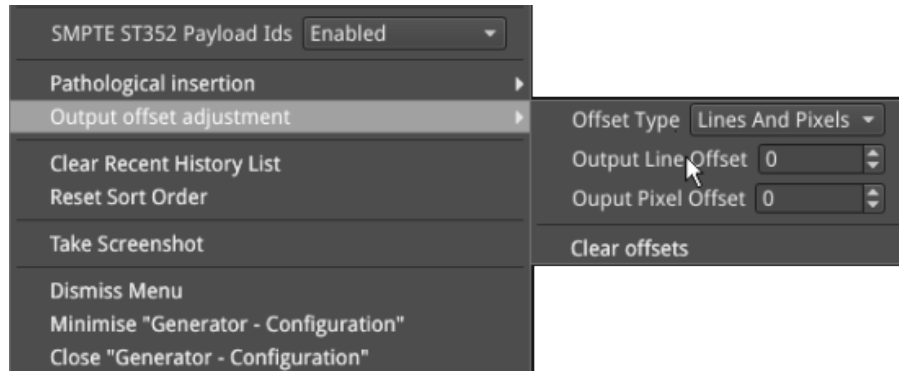 SMPTE ST352 Payload Ids Enabled
Pathological insertion
Output offset adjustment
Clear Recent History List
Reset Sort Order
Take Screenshot
Dismiss Menu
Minimise "Generator - Configuration"
Close "Generator - Configuration"
Offset Type Lines And Pixels
Output Line Offset 0
Ouput Pixel Offset 0
Clear offsets